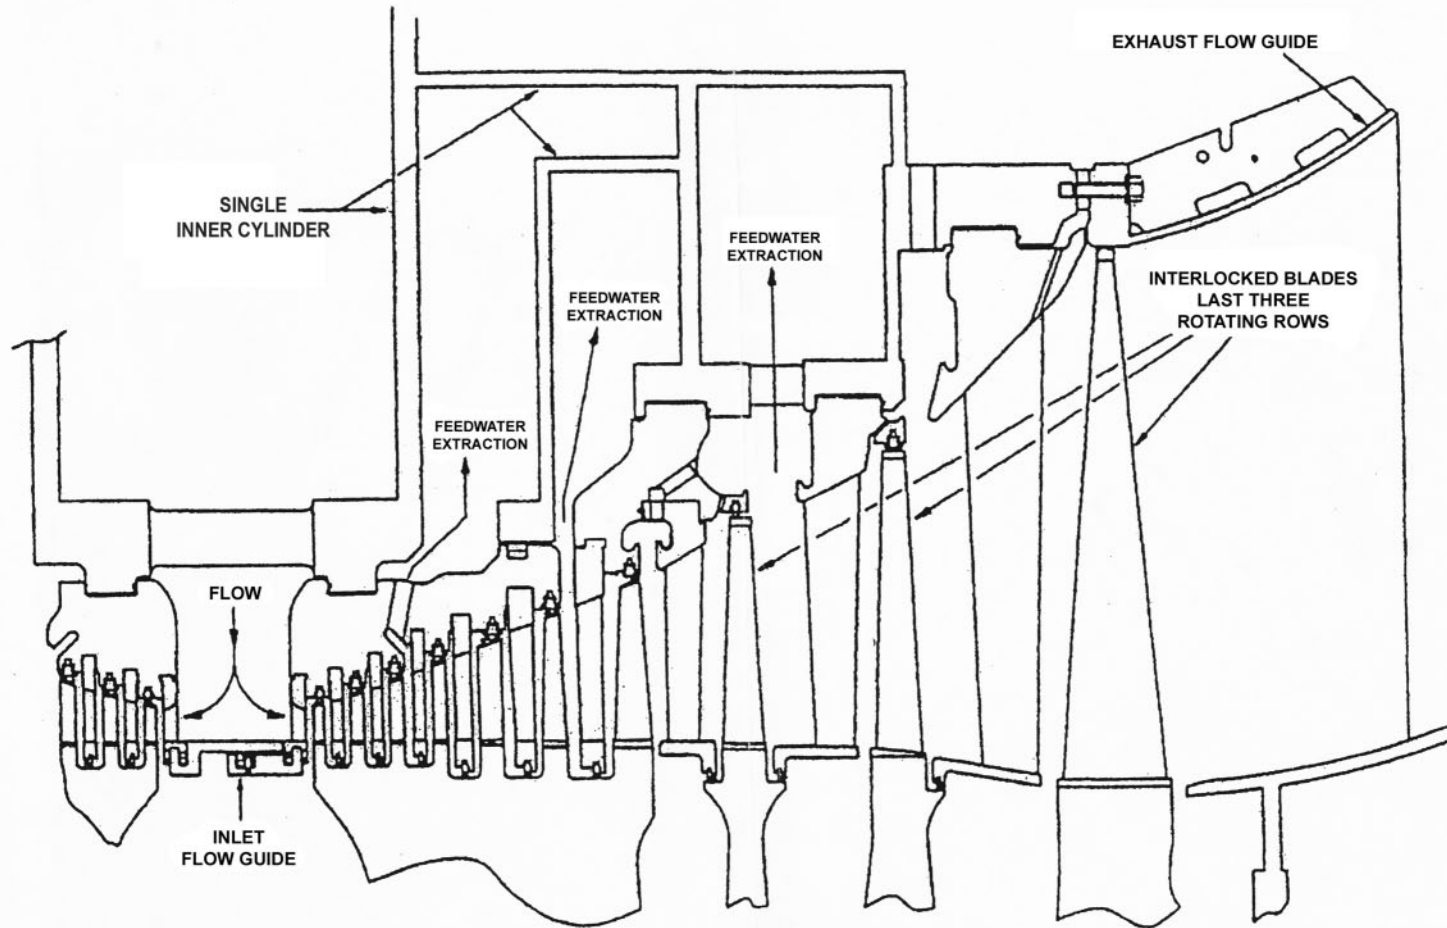 EXHAUST FLOW GUIDE
SINGLE
INNER CYLINDER
FEEDWATER
EXTRACTION
FEEDWATER
EXTRACTION
FEEDWATER
EXTRACTION
INTERLOCKED BLADES
LAST THREE
ROTATING ROWS
FLOW
INLET
FLOW GUIDE